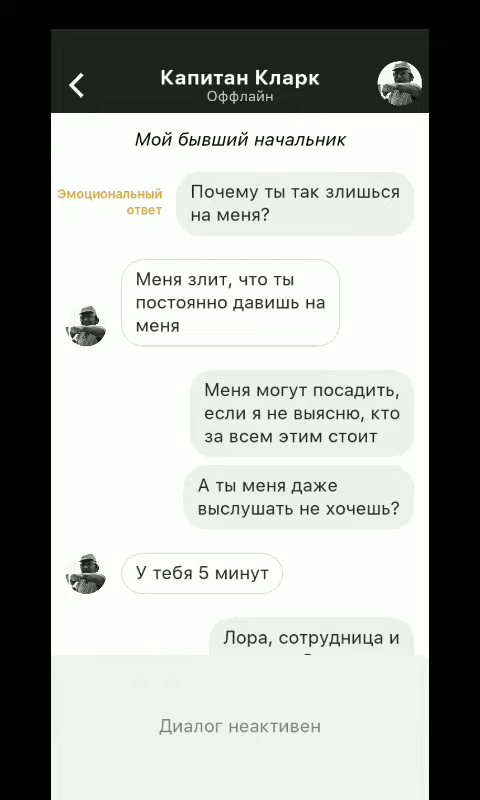 Капитан Кларк
Оффлайн
Мой бывший начальник
Эмоциональный
ответ
Почему ты так злишься
на меня?
Меня злит, что ты
постоянно давишь на
меня
Меня могут посадить,
если я не выясню, кто
за всем этим стоит
А ты меня даже
выслушать не хочешь?
У тебя 5 минут
Лора, сотрудница и
Диалог неактивен